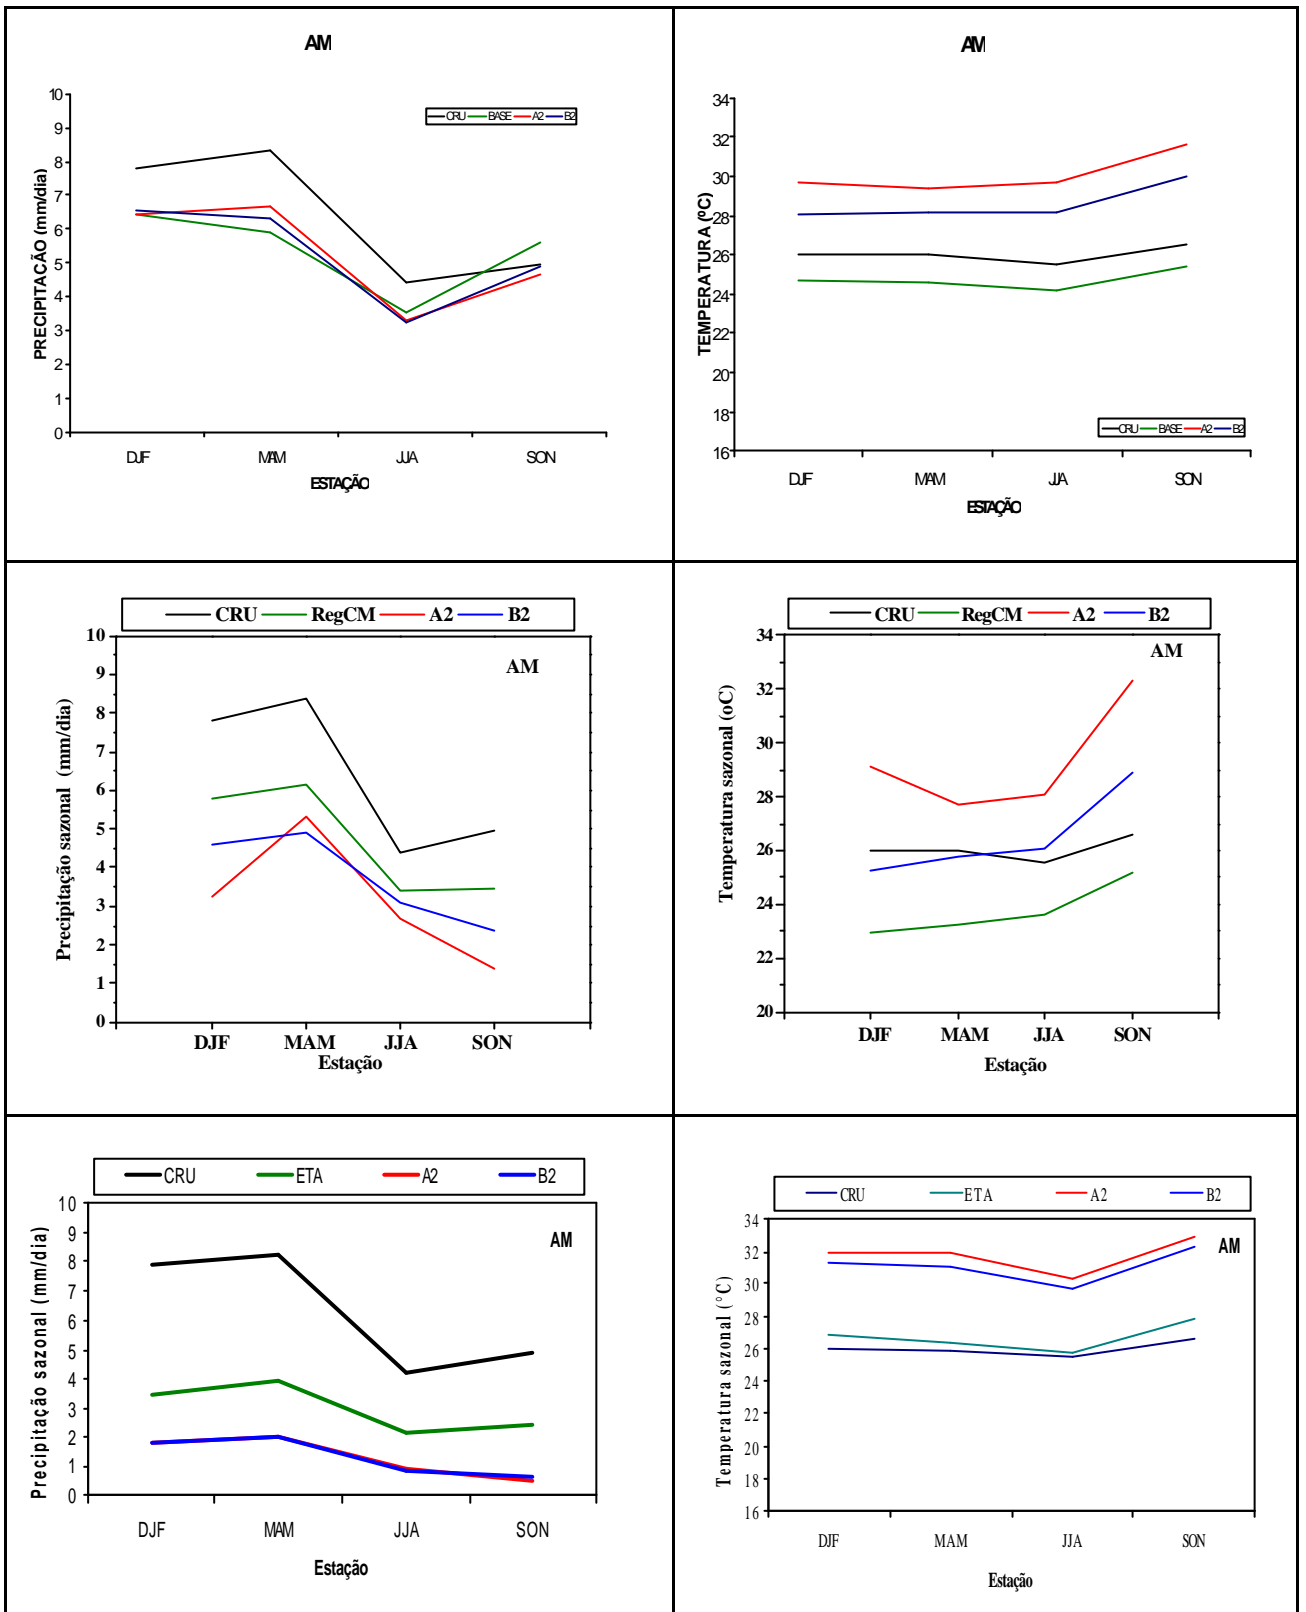 AM
CRU BASE A2 B2
PRECIPITAÇÃO (mm/dia)
10
9
8
7
6
5
4
3
2
1
0
DJF MAM JJA SON
ESTAÇÃO
AM
TEMPERATURA (ºC)
34
32
30
28
26
24
22
20
18
16
CRU BASE A2 B2
DJF MAM JJA SON
ESTAÇÃO
CRU RegCM A2 B2
AM
Precipitação sazonal (mm/dia)
10
9
8
7
6
5
4
3
2
1
0
DJF MAM JJA SON
Estação
CRU RegCM A2 B2
AM
Temperatura sazonal (oC)
34
32
30
28
26
24
22
20
DJF MAM JJA SON
Estação
CRU ETA A2 B2
AM
Precipitação sazonal (mm/dia)
10
9
8
7
6
5
4
3
2
1
0
DJF MAM JJA SON
Estação
CRU ETA A2 B2
AM
Temperatura sazonal (°C)
34
32
30
28
26
24
22
20
18
16
DJF MAM JJA SON
Estação